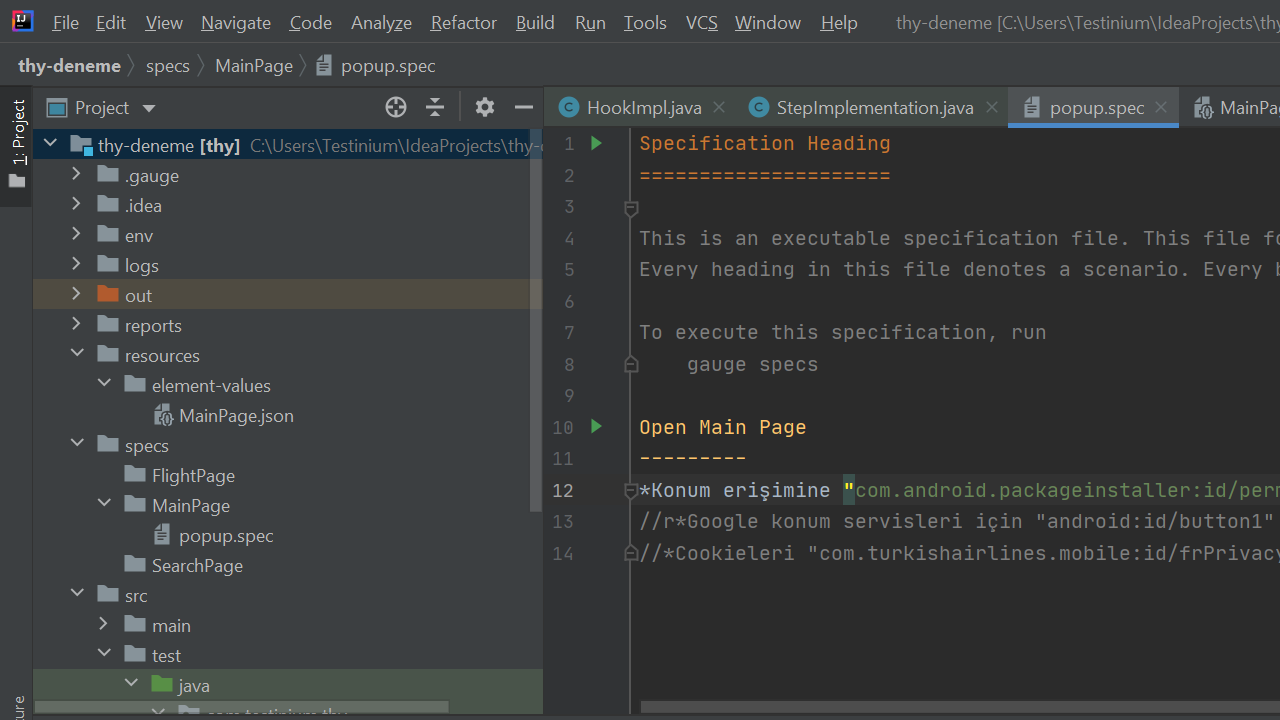 File Edit View Navigate Code Analyze Refactor Build Run Tools VCS Window Help thy-deneme [C:\Users\Testinium\IdeaProjects\thy
thy-deneme specs MainPage popup.spec
1: Project
Project
HookImpl.java StepImplementation.java popup.spec MainPa
thy-deneme [thy] C:\Users\Testinium\IdeaProjects\thy-
.gauge
.idea
env
logs
out
reports
resources
element-values
MainPage.json
specs
FlightPage
MainPage
popup.spec
SearchPage
src
main
test
java
1 Specification Heading
2 =====================
3
4 This is an executable specification file. This file fo
5 Every heading in this file denotes a scenario. Every b
6
7 To execute this specification, run
8 gauge specs
9
10 Open Main Page
11 ---------
12 *Konum erişimine "com.android.packageinstaller:id/perm
13 //r*Google konum servisleri için "android:id/button1"
14 //*Cookieleri "com.turkishairlines.mobile:id/frPrivacy